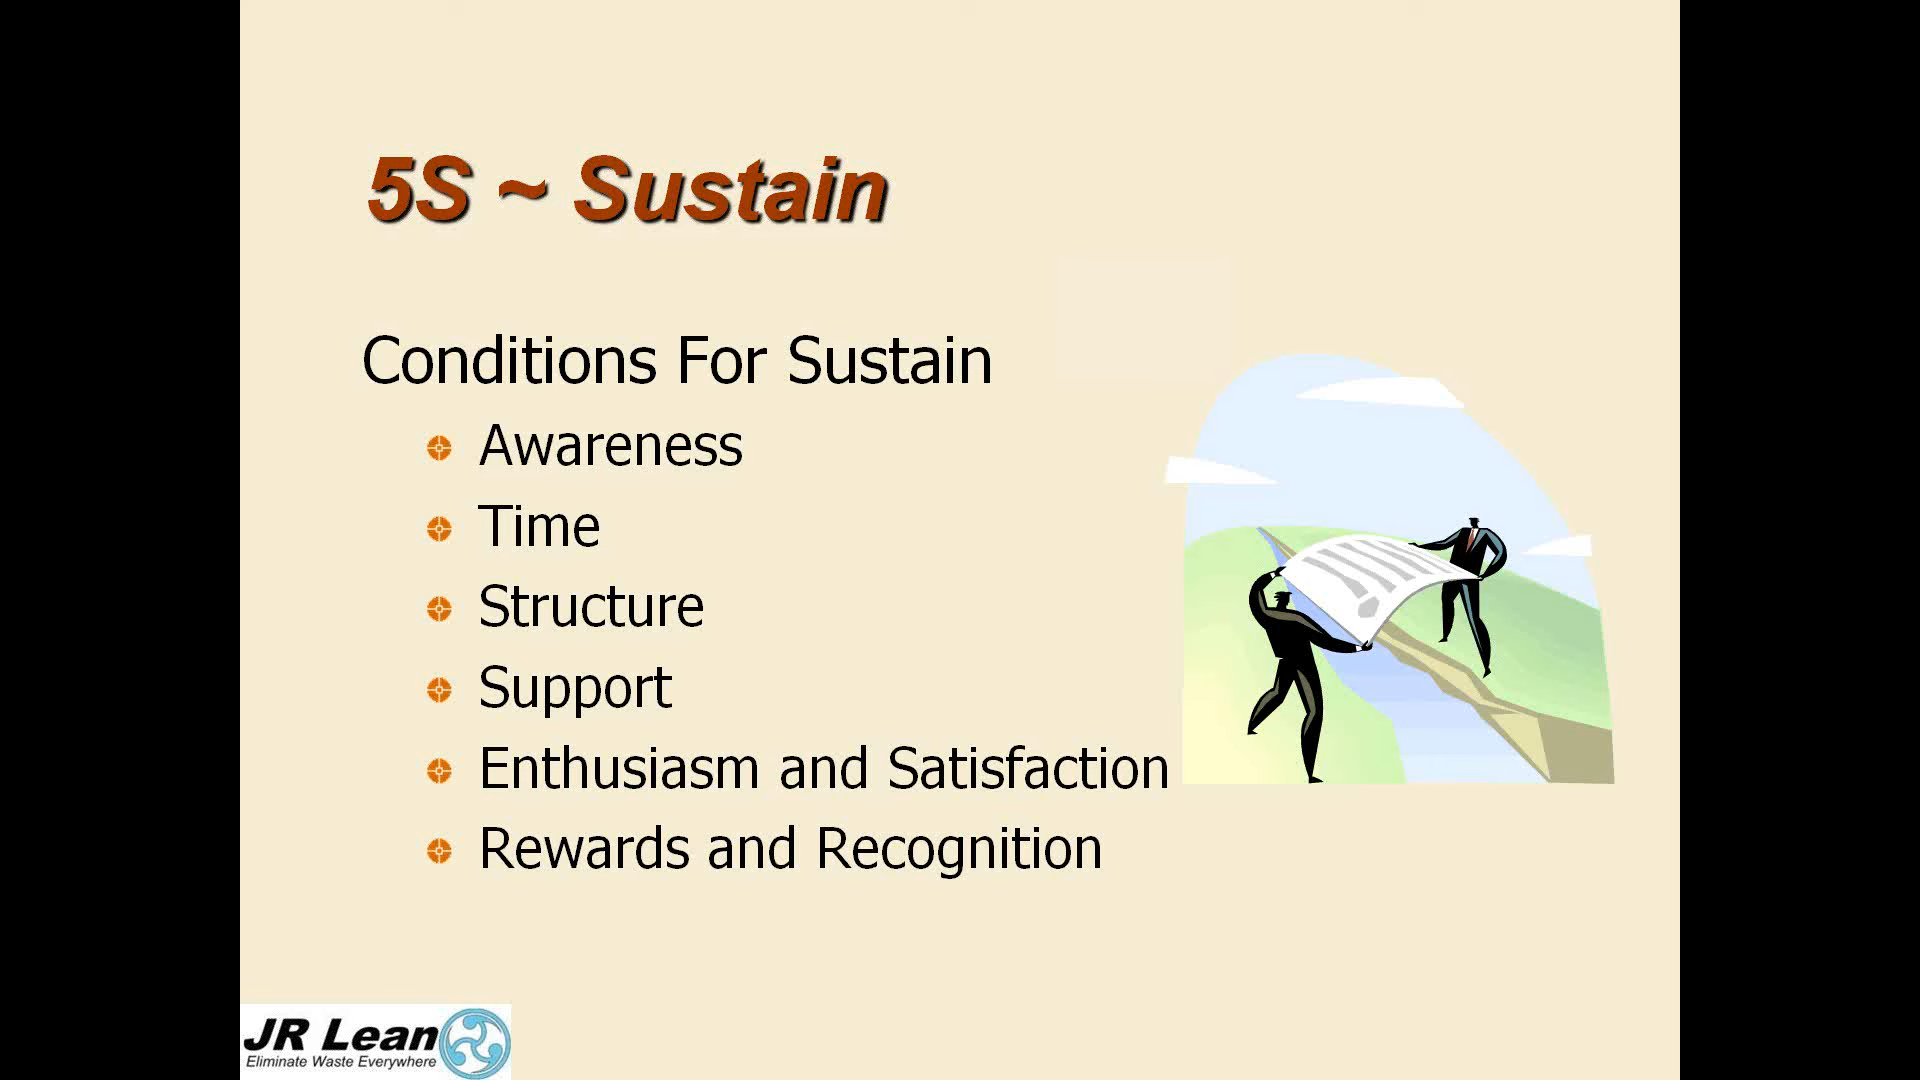 5S ~ Sustain
Conditions For Sustain
Awareness
Time
Structure
Support
Enthusiasm and Satisfaction
Rewards and Recognition
JR Lean
Eliminate Waste Everywhere